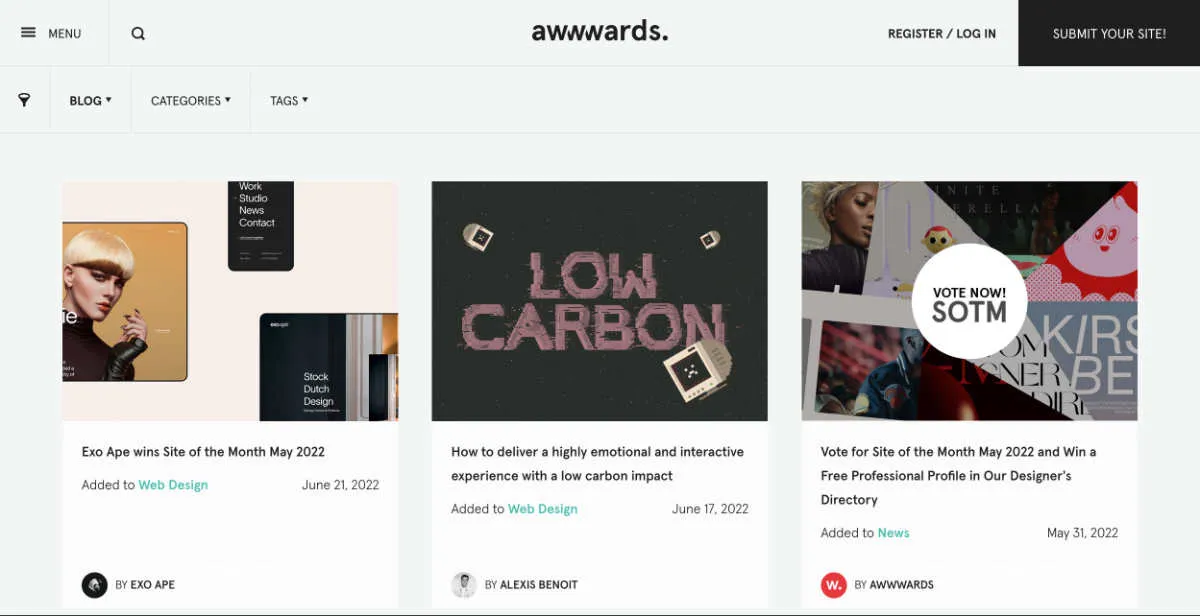 MENU
awwwards.
REGISTER / LOG IN
SUBMIT YOUR SITE!
BLOG
CATEGORIES
TAGS
Work
Studio
News
Contact
exo ape
Stock
Dutch
Design
LOW
CARBON
VOTE NOW!
SOTM
Exo Ape wins Site of the Month May 2022
Added to Web Design
June 21, 2022
BY EXO APE
How to deliver a highly emotional and interactive
experience with a low carbon impact
Added to Web Design
June 17, 2022
BY ALEXIS BENOIT
Vote for Site of the Month May 2022 and Win a
Free Professional Profile in Our Designer's
Directory
Added to News
May 31, 2022
W.
BY AWWWARDS